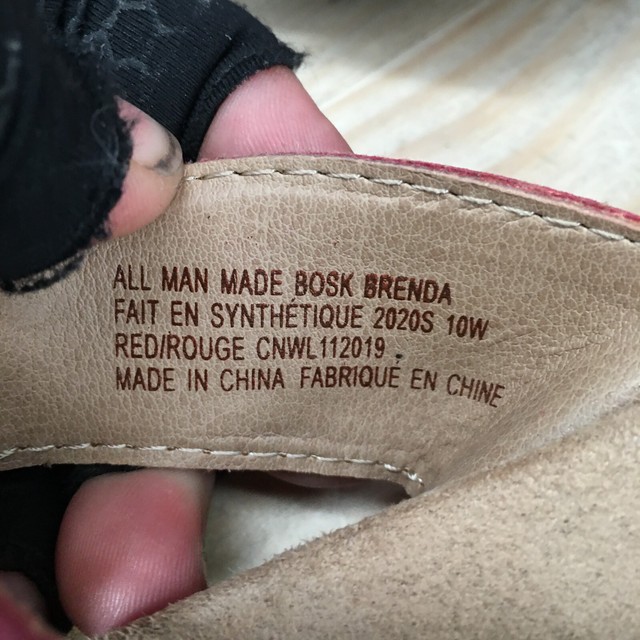 ALL MAN MADE BOSK BRENDA
FAIT EN SYNTHÉTIQUE 2020S 10W
RED/ROUGE CNWL112019
MADE IN CHINA FABRIQUÉ EN CHINE